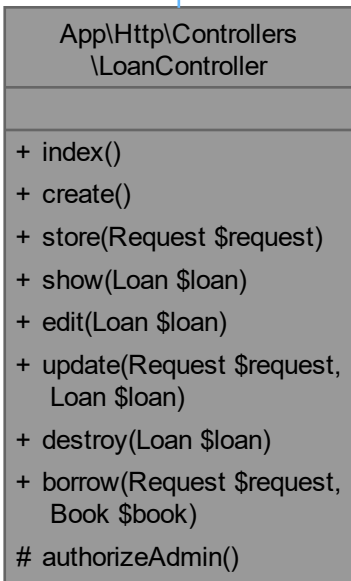 App\Http\Controllers
\LoanController
+ index()
+ create()
+ store(Request $request)
+ show(Loan $loan)
+ edit(Loan $loan)
+ update(Request $request,
Loan $loan)
+ destroy(Loan $loan)
+ borrow(Request $request,
Book $book)
# authorizeAdmin()